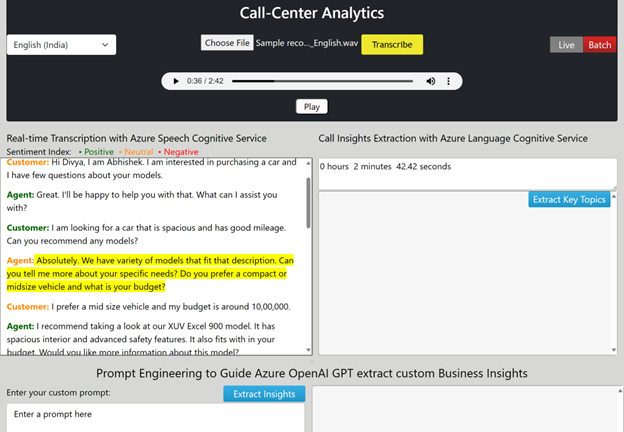 Call-Center Analytics
English (India)
Choose File Sample reco..._English.wav
Transcribe
Live Batch
0:36 / 2:42
Play
Real-time Transcription with Azure Speech Cognitive Service
Sentiment Index: • Positive • Neutral • Negative
Customer: Hi Divya, I am Abhishek. I am interested in purchasing a car and
I have few questions about your models.
Agent: Great. I'll be happy to help you with that. What can I assist you
with?
Customer: I am looking for a car that is spacious and has good mileage.
Can you recommend any models?
Agent: Absolutely. We have variety of models that fit that description. Can
you tell me more about your specific needs? Do you prefer a compact or
midsize vehicle and what is your budget?
Customer: I prefer a mid size vehicle and my budget is around 10,00,000.
Agent: I recommend taking a look at our XUV Excel 900 model. It has
spacious interior and advanced safety features. It also fits with in your
budget. Would you like more information about this model?
Call Insights Extraction with Azure Language Cognitive Service
0 hours 2 minutes 42.42 seconds
Extract Key Topics
Prompt Engineering to Guide Azure OpenAI GPT extract custom Business Insights
Enter your custom prompt:
Extract Insights
Enter a prompt here